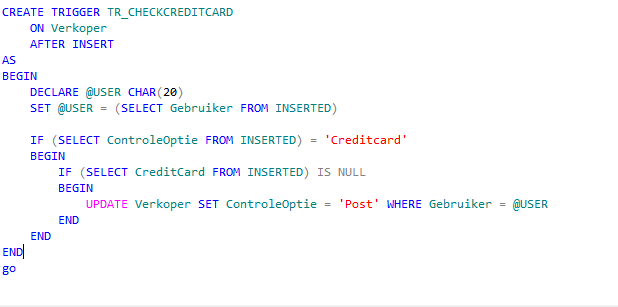 CREATE TRIGGER TR_CHECKCREDITCARD
    ON Verkoper
    AFTER INSERT
AS
BEGIN
    DECLARE @USER CHAR(20)
    SET @USER = (SELECT Gebruiker FROM INSERTED)

    IF (SELECT ControleOptie FROM INSERTED) = 'Creditcard'
    BEGIN
        IF (SELECT CreditCard FROM INSERTED) IS NULL
        BEGIN
            UPDATE Verkoper SET ControleOptie = 'Post' WHERE Gebruiker = @USER
        END
    END
END
go